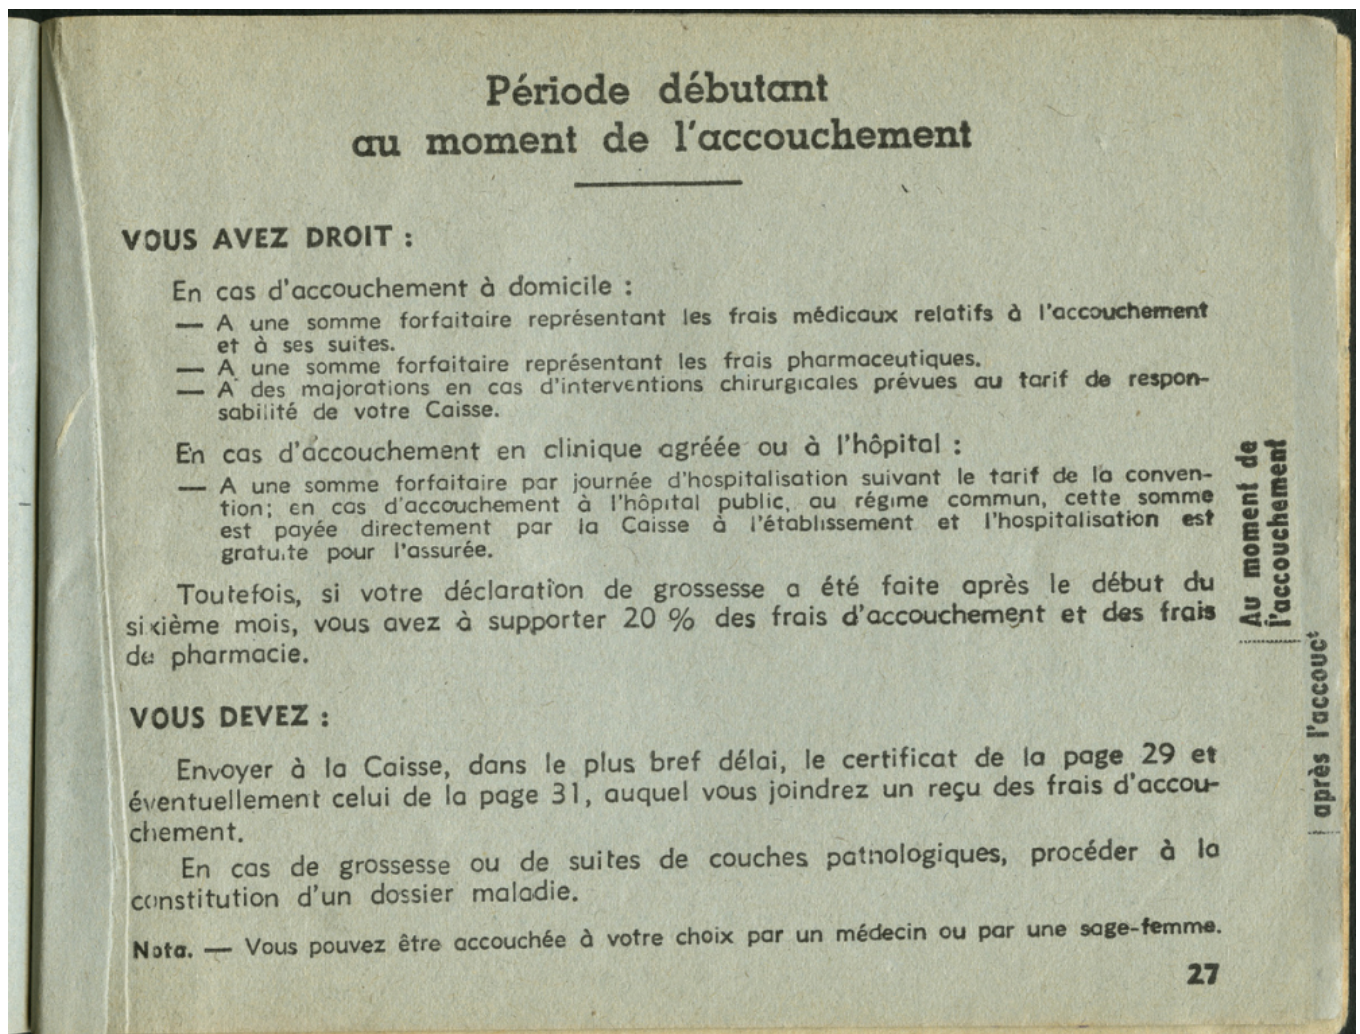 Période débutant
au moment de l'accouchement
VOUS AVEZ DROIT :
En cas d'accouchement à domicile :
— A une somme forfaitaire représentant les frais médicaux relatifs à l'accouchement
et à ses suites.
— A une somme forfaitaire représentant les frais pharmaceutiques.
— A des majorations en cas d'interventions chirurgicales prévues au tarif de respon-
sabilité de votre Caisse.
En cas d'accouchement en clinique agréée ou à l'hôpital :
— A une somme forfaitaire par journée d'hospitalisation suivant le tarif de la conven-
tion; en cas d'accouchement à l'hôpital public, au régime commun, cette somme
est payée directement par la Caisse à l'établissement et l'hospitalisation est
gratuite pour l'assurée.
Toutefois, si votre déclaration de grossesse a été faite après le début du
sixième mois, vous avez à supporter 20 % des frais d'accouchement et des frais
de pharmacie.
VOUS DEVEZ :
Envoyer à la Caisse, dans le plus bref délai, le certificat de la page 29 et
éventuellement celui de la page 31, auquel vous joindrez un reçu des frais d'accou-
chement.
En cas de grossesse ou de suites de couches pathologiques, procéder à la
constitution d'un dossier maladie.
Nota. — Vous pouvez être accouchée à votre choix par un médecin ou par une sage-femme.
27
Au moment de
l'accouchement
après l'accouct